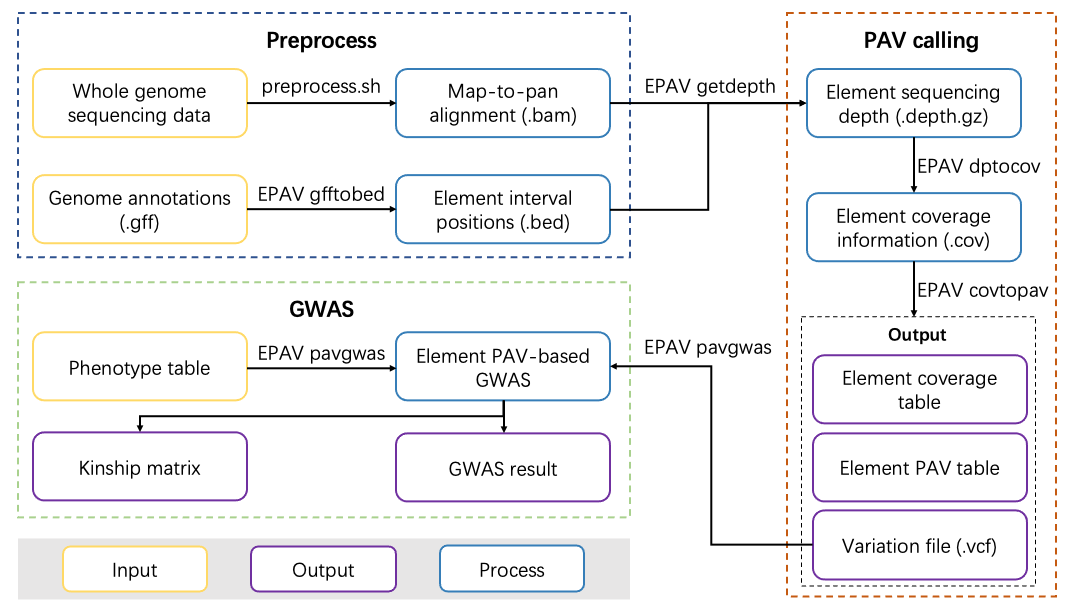 Preprocess
Whole genome
sequencing data
preprocess.sh
Map-to-pan
alignment (.bam)
Genome annotations
(.gff)
EPAV gfftobed
Element interval
positions (.bed)
EPAV getdepth
PAV calling
Element sequencing
depth (.depth.gz)
EPAV dptocov
Element coverage
information (.cov)
EPAV covtopav
Output
Element coverage
table
Element PAV table
Variation file (.vcf)
EPAV pavgwas
GWAS
Phenotype table
EPAV pavgwas
Element PAV-based
GWAS
Kinship matrix
GWAS result
Input
Output
Process